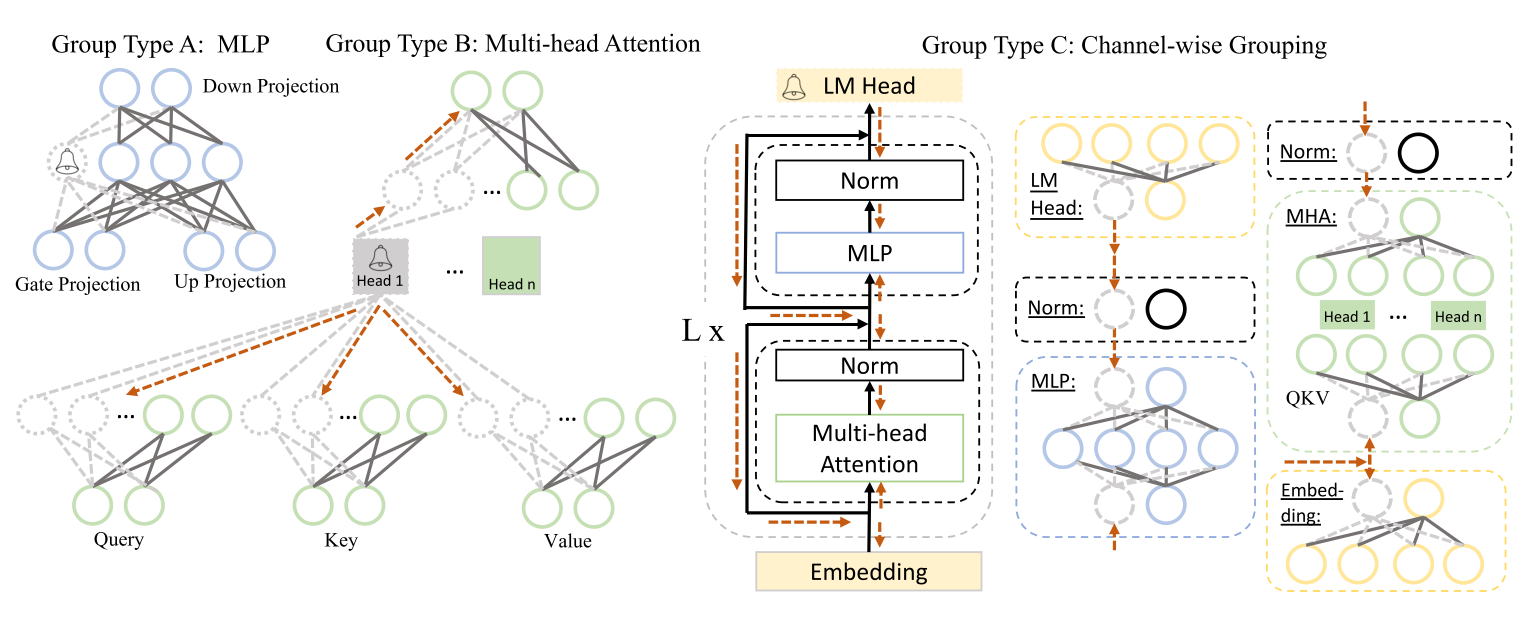 Group Type A: MLP
Down Projection
Gate Projection
Up Projection
Group Type B: Multi-head Attention
...
Head 1
...
Head n
...
...
...
Query
Key
Value
Group Type C: Channel-wise Grouping
LM Head
Norm
MLP
L x
Norm
Multi-head
Attention
Embedding
LM
Head:
Norm:
MLP:
Norm:
MHA:
Head 1
...
Head n
QKV
Embed-
ding: